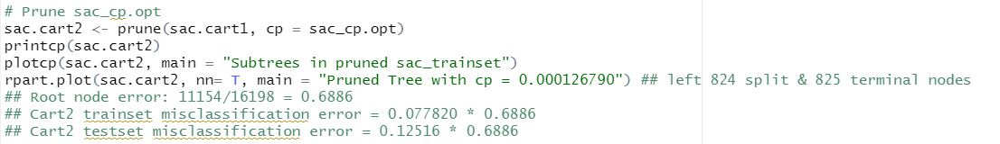 # Prune sac_cp.opt
sac.cart2 <- prune(sac.cart1, cp = sac_cp.opt)
printcp(sac.cart2)
plotcp(sac.cart2, main = "Subtrees in pruned sac_trainset")
rpart.plot(sac.cart2, nn= T, main = "Pruned Tree with cp = 0.000126790") ## left 824 split & 825 terminal nodes
## Root node error: 11154/16198 = 0.6886
## Cart2 trainset misclassification error = 0.077820 * 0.6886
## Cart2 testset misclassification error = 0.12516 * 0.6886